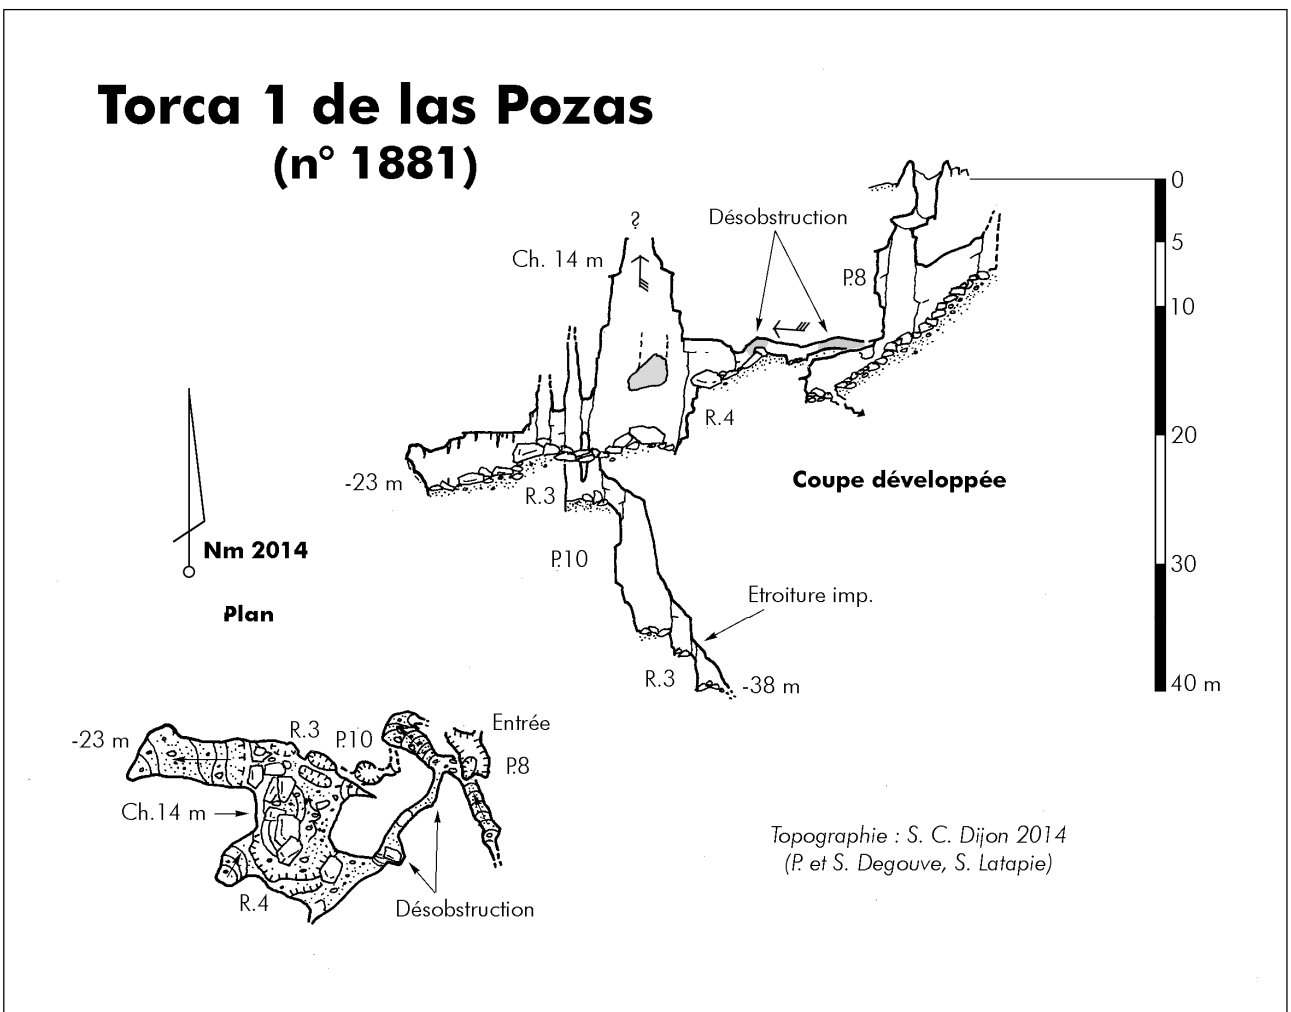 Torca 1 de las Pozas
(n° 1881)
0
5
10
20
30
40 m
Désobstruction
?
Ch. 14 m
P.8
R.4
Coupe développée
-23 m
R.3
P.10
Nm 2014
Plan
Etroiture imp.
R.3
-38 m
Entrée
-23 m
R.3
P.10
P.8
Ch.14 m
R.4
Désobstruction
Topographie : S. C. Dijon 2014
(P. et S. Degouve, S. Latapie)